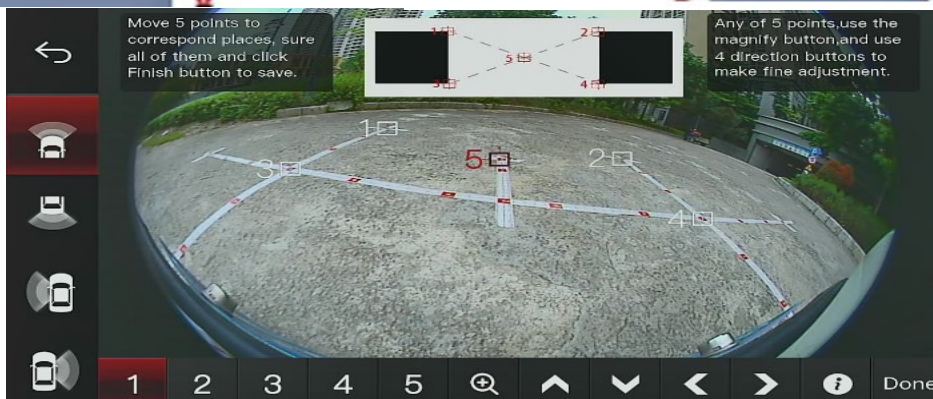 Move 5 points to
correspond places, sure
all of them and click
Finish button to save.
1
2
5
3
4
Any of 5 points,use the
magnify button,and use
4 direction buttons to
make fine adjustment.
1
5
2
3
4
1 2 3 4 5 i Done